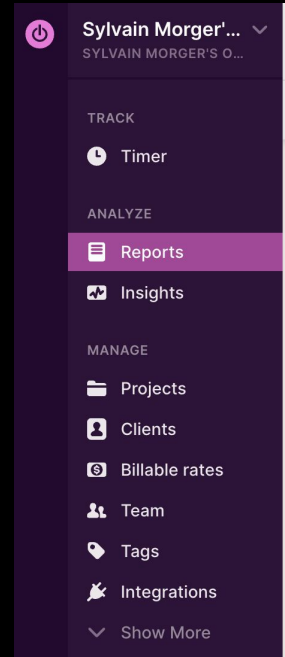 Sylvain Morger'...
SYLVAIN MORGER'S O...
TRACK
Timer
ANALYZE
Reports
Insights
MANAGE
Projects
Clients
Billable rates
Team
Tags
Integrations
Show More